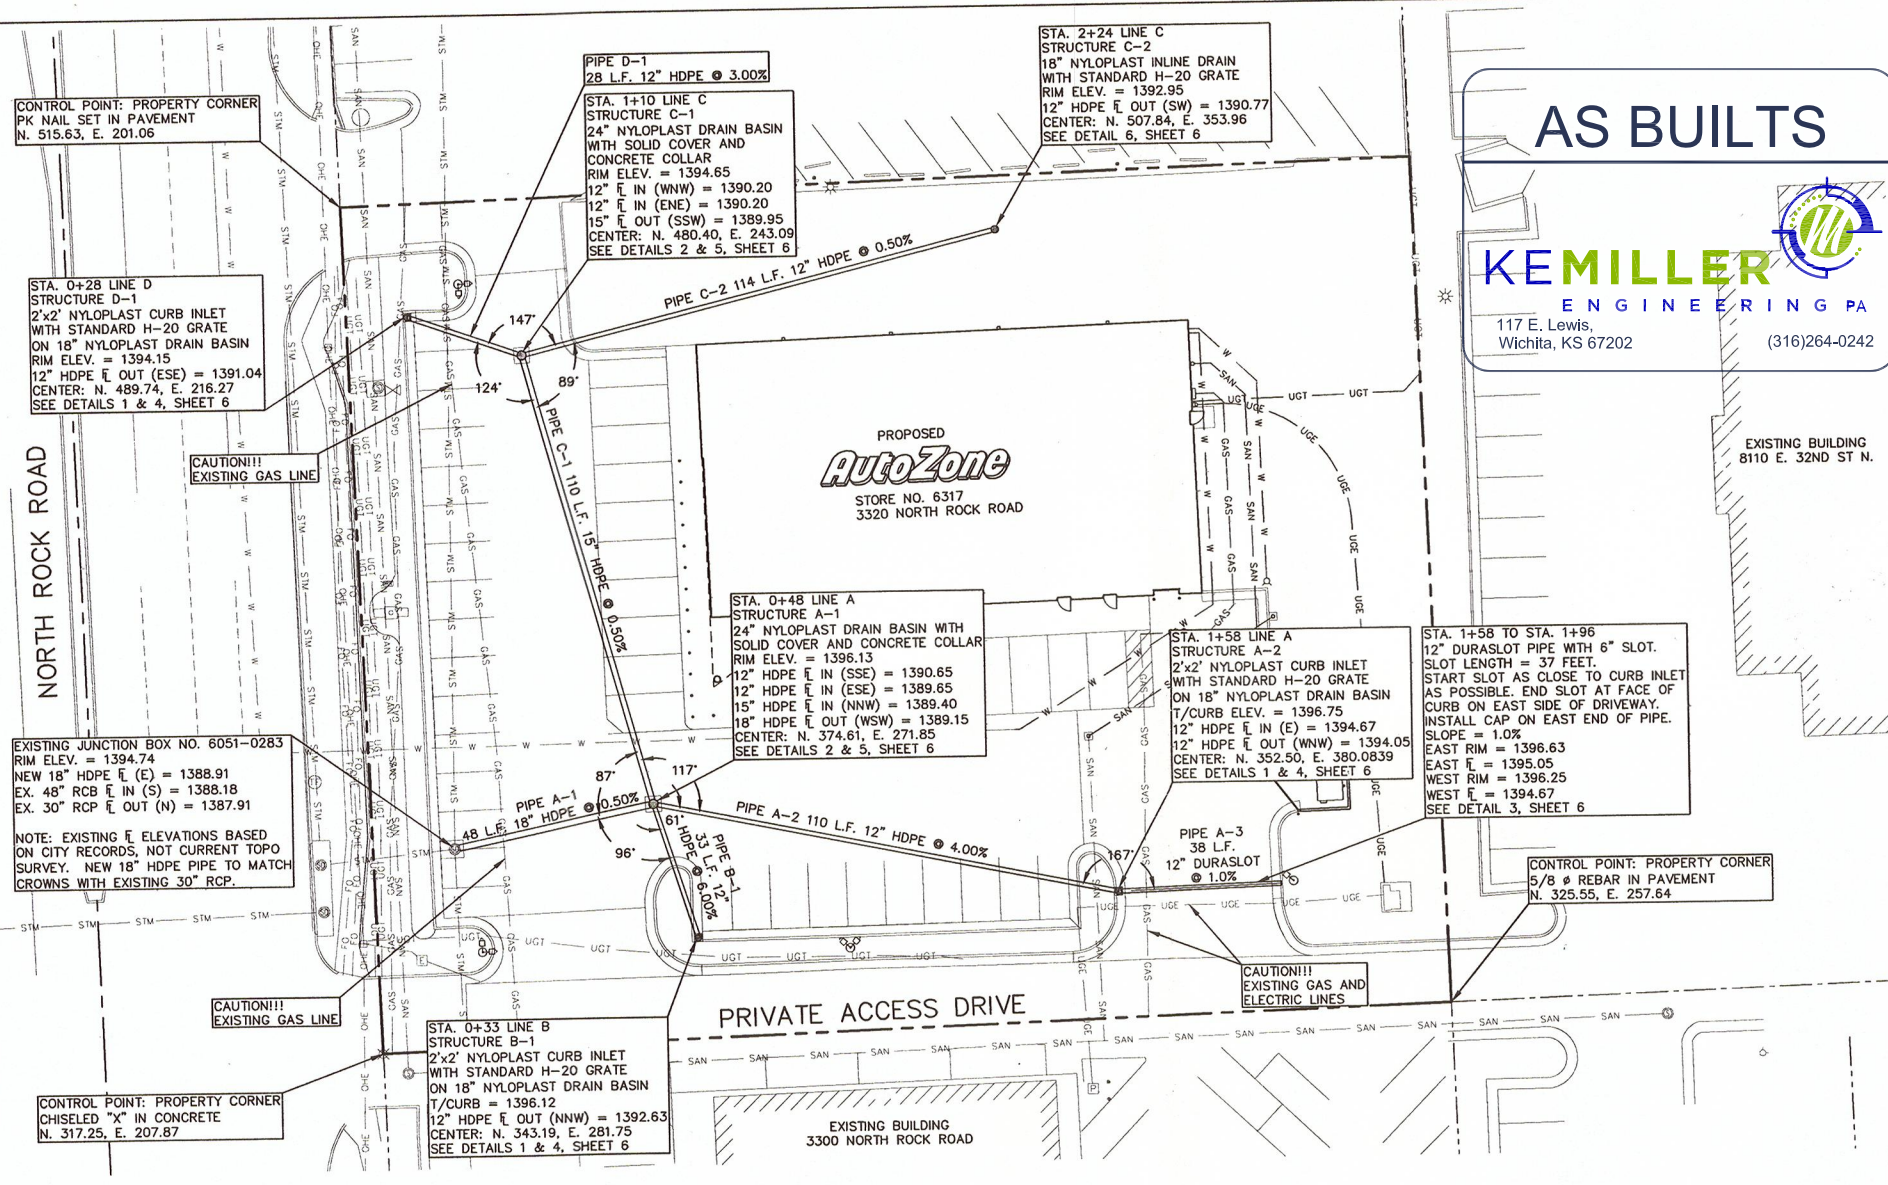 CONTROL POINT: PROPERTY CORNER
PK NAIL SET IN PAVEMENT
N. 515.63, E. 201.06
PIPE D-1
28 L.F. 12" HDPE @ 3.00%
STA. 1+10 LINE C
STRUCTURE C-1
24" NYLOPLAST DRAIN BASIN
WITH SOLID COVER AND
CONCRETE COLLAR
RIM ELEV. = 1394.65
12" FL IN (WNW) = 1390.20
12" FL IN (ENE) = 1390.20
15" FL OUT (SSW) = 1389.95
CENTER: N. 480.40, E. 243.09
SEE DETAILS 2 & 5, SHEET 6
STA. 2+24 LINE C
STRUCTURE C-2
18" NYLOPLAST INLINE DRAIN
WITH STANDARD H-20 GRATE
RIM ELEV. = 1392.95
12" HDPE FL OUT (SW) = 1390.77
CENTER: N. 507.84, E. 353.96
SEE DETAIL 6, SHEET 6
AS BUILTS
KEMILLER
ENGINEERING PA
117 E. Lewis,
Wichita, KS 67202
(316)264-0242
STA. 0+28 LINE D
STRUCTURE D-1
2'x2' NYLOPLAST CURB INLET
WITH STANDARD H-20 GRATE
ON 18" NYLOPLAST DRAIN BASIN
RIM ELEV. = 1394.15
12" HDPE FL OUT (ESE) = 1391.04
CENTER: N. 489.74, E. 216.27
SEE DETAILS 1 & 4, SHEET 6
PIPE C-2 114 L.F. 12" HDPE @ 0.50%
147°
124°
89°
PIPE C-1 110 L.F. 15" HDPE @ 0.50%
CAUTION!!!
EXISTING GAS LINE
NORTH ROCK ROAD
PROPOSED
AutoZone
STORE NO. 6317
3320 NORTH ROCK ROAD
EXISTING BUILDING
8110 E. 32ND ST N.
STA. 0+48 LINE A
STRUCTURE A-1
24" NYLOPLAST DRAIN BASIN WITH
SOLID COVER AND CONCRETE COLLAR
RIM ELEV. = 1396.13
12" HDPE FL IN (SSE) = 1390.65
12" HDPE FL IN (ESE) = 1389.65
15" HDPE FL IN (NNW) = 1389.40
18" HDPE FL OUT (WSW) = 1389.15
CENTER: N. 374.61, E. 271.85
SEE DETAILS 2 & 5, SHEET 6
STA. 1+58 LINE A
STRUCTURE A-2
2'x2' NYLOPLAST CURB INLET
WITH STANDARD H-20 GRATE
ON 18" NYLOPLAST DRAIN BASIN
T/CURB ELEV. = 1396.75
12" HDPE FL IN (E) = 1394.67
12" HDPE FL OUT (WNW) = 1394.05
CENTER: N. 352.50, E. 380.0839
SEE DETAILS 1 & 4, SHEET 6
STA. 1+58 TO STA. 1+96
12" DURASLOT PIPE WITH 6" SLOT.
SLOT LENGTH = 37 FEET.
START SLOT AS CLOSE TO CURB INLET
AS POSSIBLE. END SLOT AT FACE OF
CURB ON EAST SIDE OF DRIVEWAY.
INSTALL CAP ON EAST END OF PIPE.
SLOPE = 1.0%
EAST RIM = 1396.63
EAST FL = 1395.05
WEST RIM = 1396.25
WEST FL = 1394.67
SEE DETAIL 3, SHEET 6
EXISTING JUNCTION BOX NO. 6051-0283
RIM ELEV. = 1394.74
NEW 18" HDPE FL (E) = 1388.91
EX. 48" RCB FL IN (S) = 1388.18
EX. 30" RCP FL OUT (N) = 1387.91
NOTE: EXISTING FL ELEVATIONS BASED
ON CITY RECORDS, NOT CURRENT TOPO
SURVEY. NEW 18" HDPE PIPE TO MATCH
CROWNS WITH EXISTING 30" RCP.
87°
117°
61°
96°
167°
PIPE A-1
48 L.F. 18" HDPE @ 0.50%
PIPE A-2 110 L.F. 12" HDPE @ 4.00%
PIPE B-1
33 L.F. 12"
HDPE @ 6.00%
PIPE A-3
38 L.F.
12" DURASLOT
@ 1.0%
CONTROL POINT: PROPERTY CORNER
5/8 ø REBAR IN PAVEMENT
N. 325.55, E. 257.64
CAUTION!!!
EXISTING GAS AND
ELECTRIC LINES
CAUTION!!!
EXISTING GAS LINE
PRIVATE ACCESS DRIVE
STA. 0+33 LINE B
STRUCTURE B-1
2'x2' NYLOPLAST CURB INLET
WITH STANDARD H-20 GRATE
ON 18" NYLOPLAST DRAIN BASIN
T/CURB = 1396.12
12" HDPE FL OUT (NNW) = 1392.63
CENTER: N. 343.19, E. 281.75
SEE DETAILS 1 & 4, SHEET 6
CONTROL POINT: PROPERTY CORNER
CHISELED "X" IN CONCRETE
N. 317.25, E. 207.87
EXISTING BUILDING
3300 NORTH ROCK ROAD